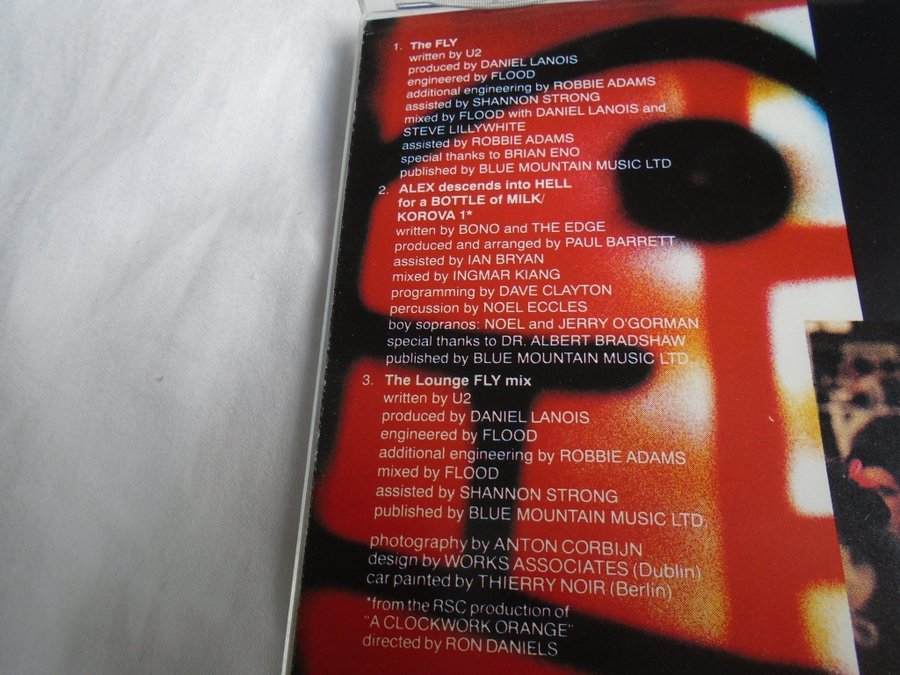 1. The FLY
written by U2
produced by DANIEL LANOIS
engineered by FLOOD
additional engineering by ROBBIE ADAMS
assisted by SHANNON STRONG
mixed by FLOOD with DANIEL LANOIS and
STEVE LILLYWHITE
assisted by ROBBIE ADAMS
special thanks to BRIAN ENO
published by BLUE MOUNTAIN MUSIC LTD
2. ALEX descends into HELL
for a BOTTLE of MILK/
KOROVA 1*
written by BONO and THE EDGE
produced and arranged by PAUL BARRETT
assisted by IAN BRYAN
mixed by INGMAR KIANG
programming by DAVE CLAYTON
percussion by NOEL ECCLES
boy sopranos: NOEL and JERRY O'GORMAN
special thanks to DR. ALBERT BRADSHAW
published by BLUE MOUNTAIN MUSIC LTD.
3. The Lounge FLY mix
written by U2
produced by DANIEL LANOIS
engineered by FLOOD
additional engineering by ROBBIE ADAMS
mixed by FLOOD
assisted by SHANNON STRONG
published by BLUE MOUNTAIN MUSIC LTD
photography by ANTON CORBIJN
design by WORKS ASSOCIATES (Dublin)
car painted by THIERRY NOIR (Berlin)
*from the RSC production of
"A CLOCKWORK ORANGE"
directed by RON DANIELS